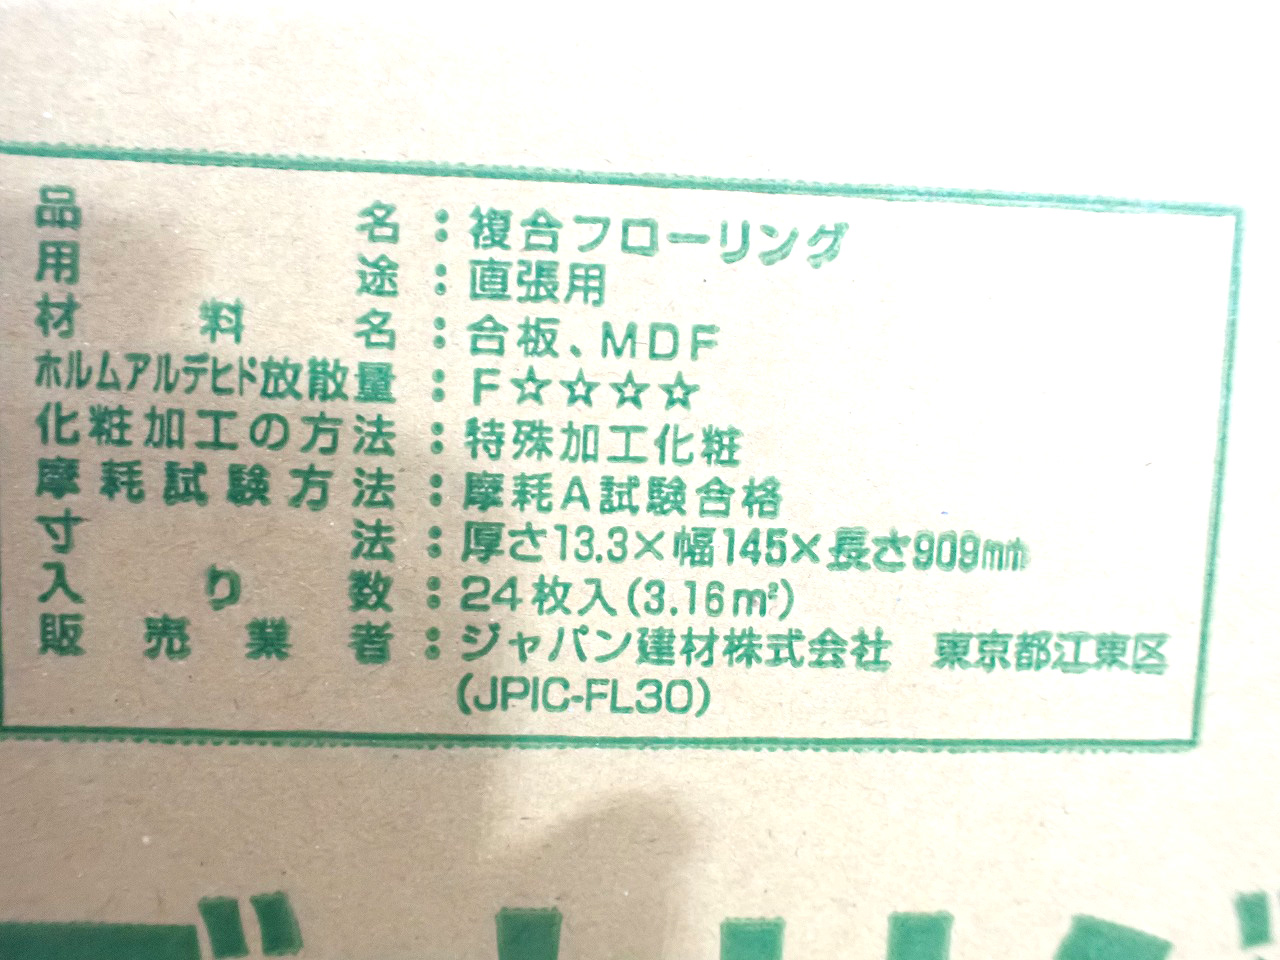 品名：複合フローリング
用途：直張用
材料名：合板、MDF
ホルムアルデヒド放散量：F☆☆☆☆
化粧加工の方法：特殊加工化粧
摩耗試験方法：摩耗A試験合格
寸法：厚さ13.3×幅145×長さ909mm
入り数：24枚入(3.16㎡)
販売業者：ジャパン建材株式会社　東京都江東区
(JPIC-FL30)